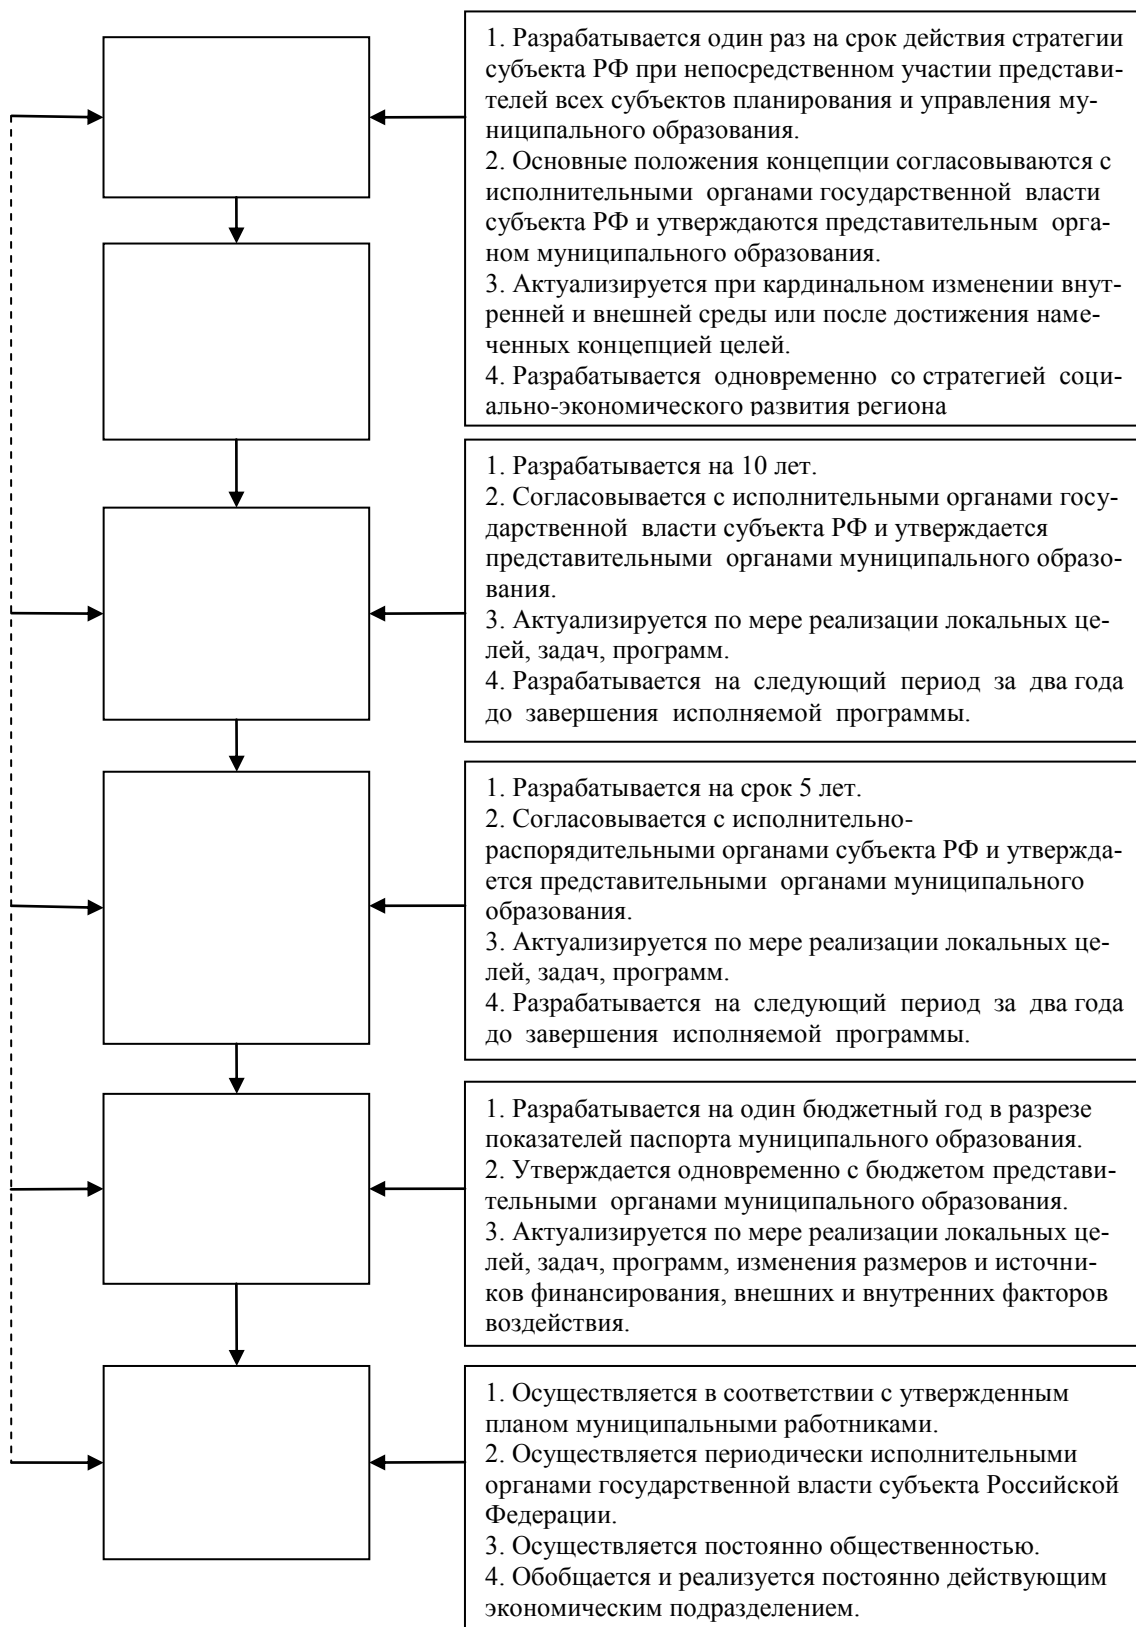 1. Разрабатывается один раз на срок действия стратегии
субъекта РФ при непосредственном участии представи-
телей всех субъектов планирования и управления му-
ниципального образования.
2. Основные положения концепции согласовываются с
исполнительными органами государственной власти
субъекта РФ и утверждаются представительным орга-
ном муниципального образования.
3. Актуализируется при кардинальном изменении внут-
ренней и внешней среды или после достижения наме-
ченных концепцией целей.
4. Разрабатывается одновременно со стратегией соци-
ально-экономического развития региона
1. Разрабатывается на 10 лет.
2. Согласовывается с исполнительными органами госу-
дарственной власти субъекта РФ и утверждается
представительными органами муниципального образо-
вания.
3. Актуализируется по мере реализации локальных це-
лей, задач, программ.
4. Разрабатывается на следующий период за два года
до завершения исполняемой программы.
1. Разрабатывается на срок 5 лет.
2. Согласовывается с исполнительно-
распорядительными органами субъекта РФ и утвержда-
ется представительными органами муниципального
образования.
3. Актуализируется по мере реализации локальных це-
лей, задач, программ.
4. Разрабатывается на следующий период за два года
до завершения исполняемой программы.
1. Разрабатывается на один бюджетный год в разрезе
показателей паспорта муниципального образования.
2. Утверждается одновременно с бюджетом представи-
тельными органами муниципального образования.
3. Актуализируется по мере реализации локальных це-
лей, задач, программ, изменения размеров и источни-
ков финансирования, внешних и внутренних факторов
воздействия.
1. Осуществляется в соответствии с утвержденным
планом муниципальными работниками.
2. Осуществляется периодически исполнительными
органами государственной власти субъекта Российской
Федерации.
3. Осуществляется постоянно общественностью.
4. Обобщается и реализуется постоянно действующим
экономическим подразделением.